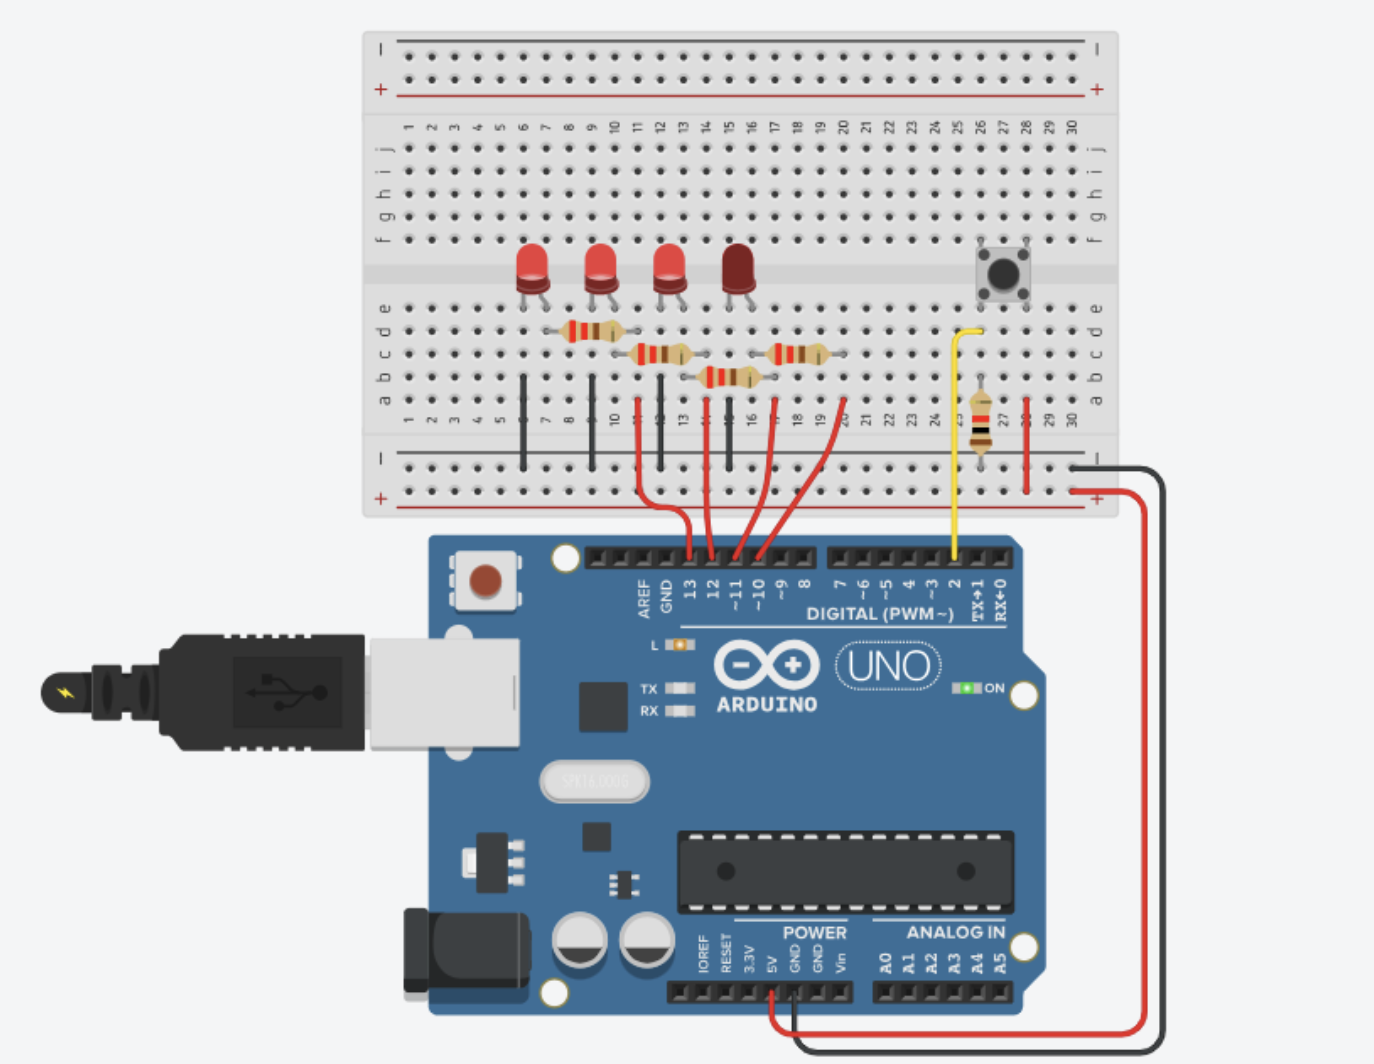 − −
+ +
1 2 3 4 5 6 7 8 9 10 11 12 13 14 15 16 17 18 19 20 21 22 23 24 25 26 27 28 29 30
j j
i i
h h
g g
f f
e e
d d
c c
b b
a a
1 2 3 4 5 6 7 8 9 10 11 12 13 14 15 16 17 18 19 20 21 22 23 24 25 27 28 29 30
− −
+ +
AREF GND 13 12 ~11 ~10 ~9 8 7 ~6 ~5 4 ~3 2 TX→1 RX←0
DIGITAL (PWM~)
L
UNO
TX
ON
RX
ARDUINO
SPK16.000G
POWER
ANALOG IN
IOREF RESET 3.3V 5V GND GND Vin A0 A1 A2 A3 A4 A5